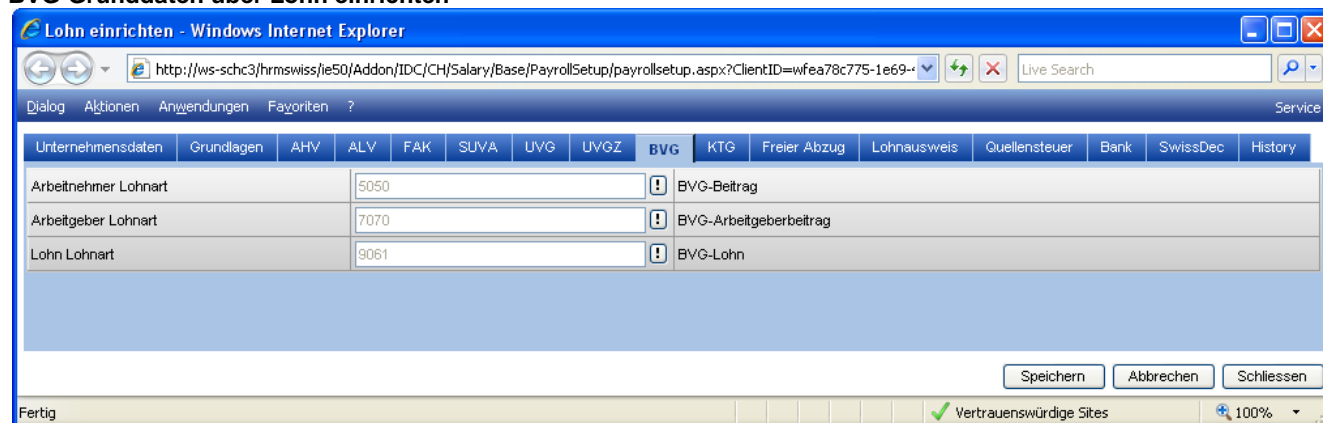 BVG Grunddaten über Lohn einrichten
Lohn einrichten - Windows Internet Explorer
http://ws-schc3/hrmswiss/ie50/Addon/IDC/CH/Salary/Base/PayrollSetup/payrollsetup.aspx?ClientID=wfea78c775-1e69-
Live Search
Dialog Aktionen Anwendungen Favoriten ? Service
Unternehmensdaten Grundlagen AHV ALV FAK SUVA UVG UVGZ BVG KTG Freier Abzug Lohnausweis Quellensteuer Bank SwissDec History
Arbeitnehmer Lohnart 5050 ! BVG-Beitrag
Arbeitgeber Lohnart 7070 ! BVG-Arbeitgeberbeitrag
Lohn Lohnart 9061 ! BVG-Lohn
Speichern Abbrechen Schliessen
Fertig Vertrauenswürdige Sites 100%